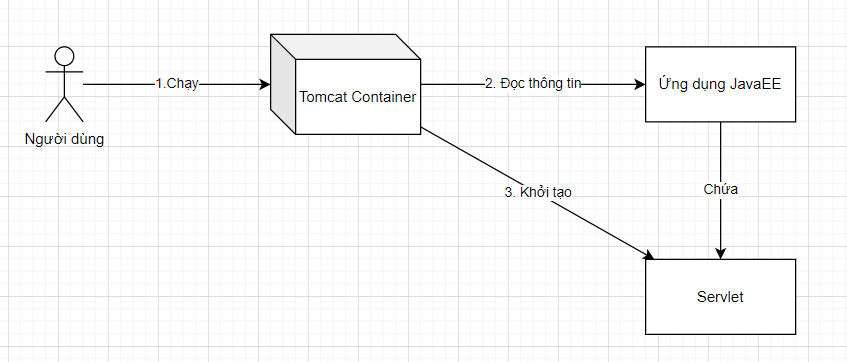 1.Chạy
Tomcat Container
2. Đọc thông tin
Ứng dụng JavaEE
Người dùng
3. Khởi tạo
Chứa
Servlet